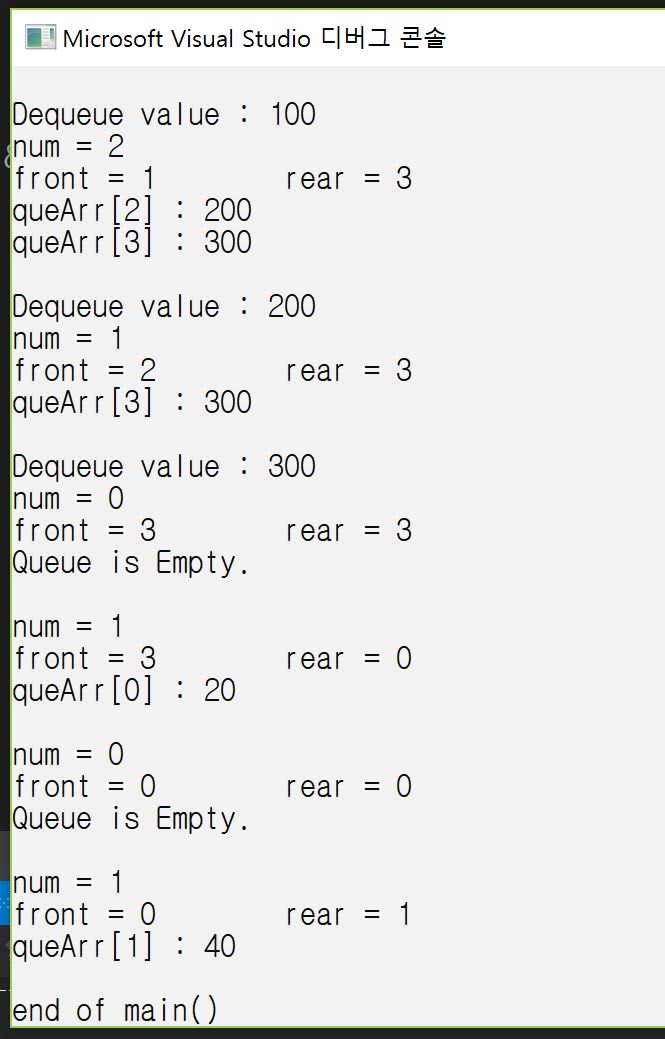 Microsoft Visual Studio 디버그 콘솔
Dequeue value : 100
num = 2
front = 1 rear = 3
queArr[2] : 200
queArr[3] : 300
Dequeue value : 200
num = 1
front = 2 rear = 3
queArr[3] : 300
Dequeue value : 300
num = 0
front = 3 rear = 3
Queue is Empty.
num = 1
front = 3 rear = 0
queArr[0] : 20
num = 0
front = 0 rear = 0
Queue is Empty.
num = 1
front = 0 rear = 1
queArr[1] : 40
end of main()